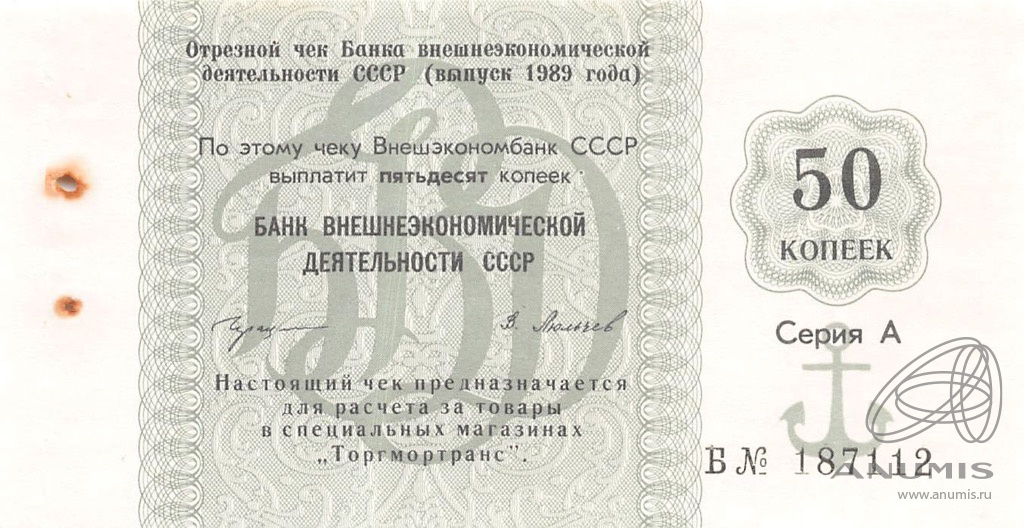 Отрезной чек Банка внешнеэкономической
деятельности СССР (выпуск 1989 года)
По этому чеку Внешэкономбанк СССР
выплатит пятьдесят копеек
БАНК ВНЕШНЕЭКОНОМИЧЕСКОЙ
ДЕЯТЕЛЬНОСТИ СССР
В. Люльчев
Настоящий чек предназначается
для расчета за товары
в специальных магазинах
„Торгмортранс".
50
КОПЕЕК
Серия А
Б № 187112
ANUMIS
www.anumis.ru